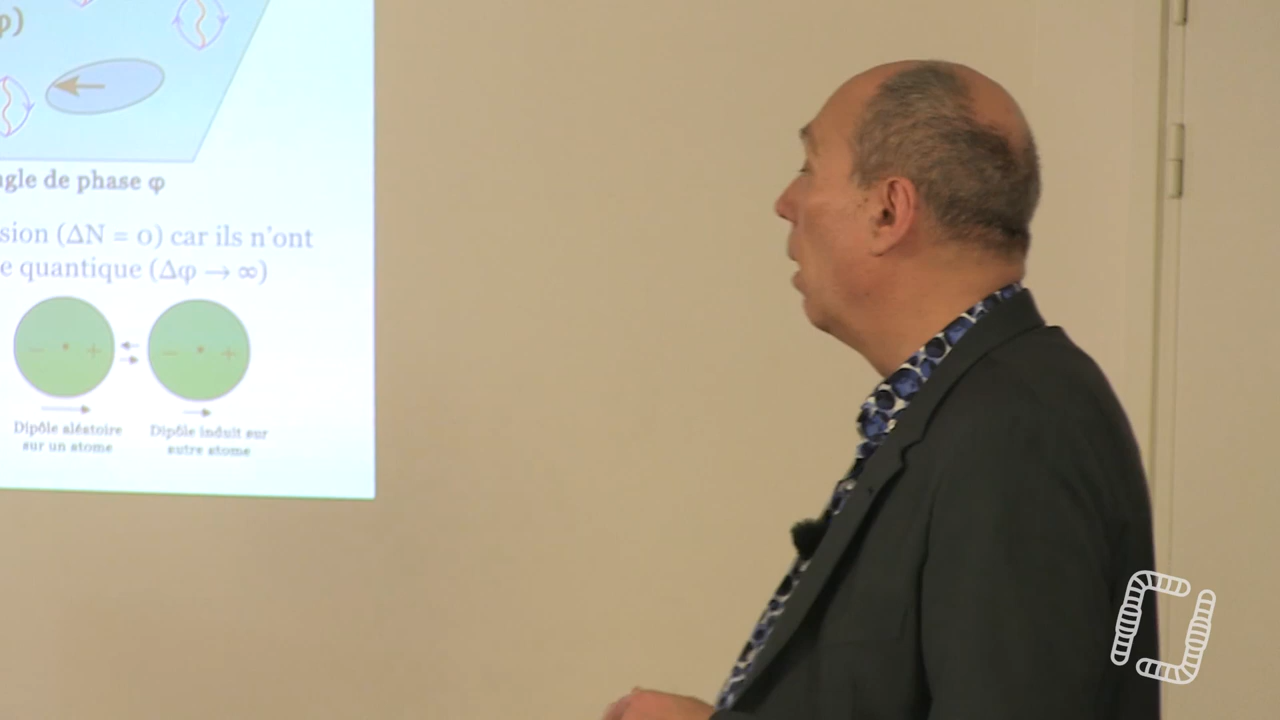 φ)
ngle de phase φ
sion (ΔN = 0) car ils n'ont
e quantique (Δφ → ∞)
− + − +
Dipôle aléatoire Dipôle induit sur
sur un atome autre atome